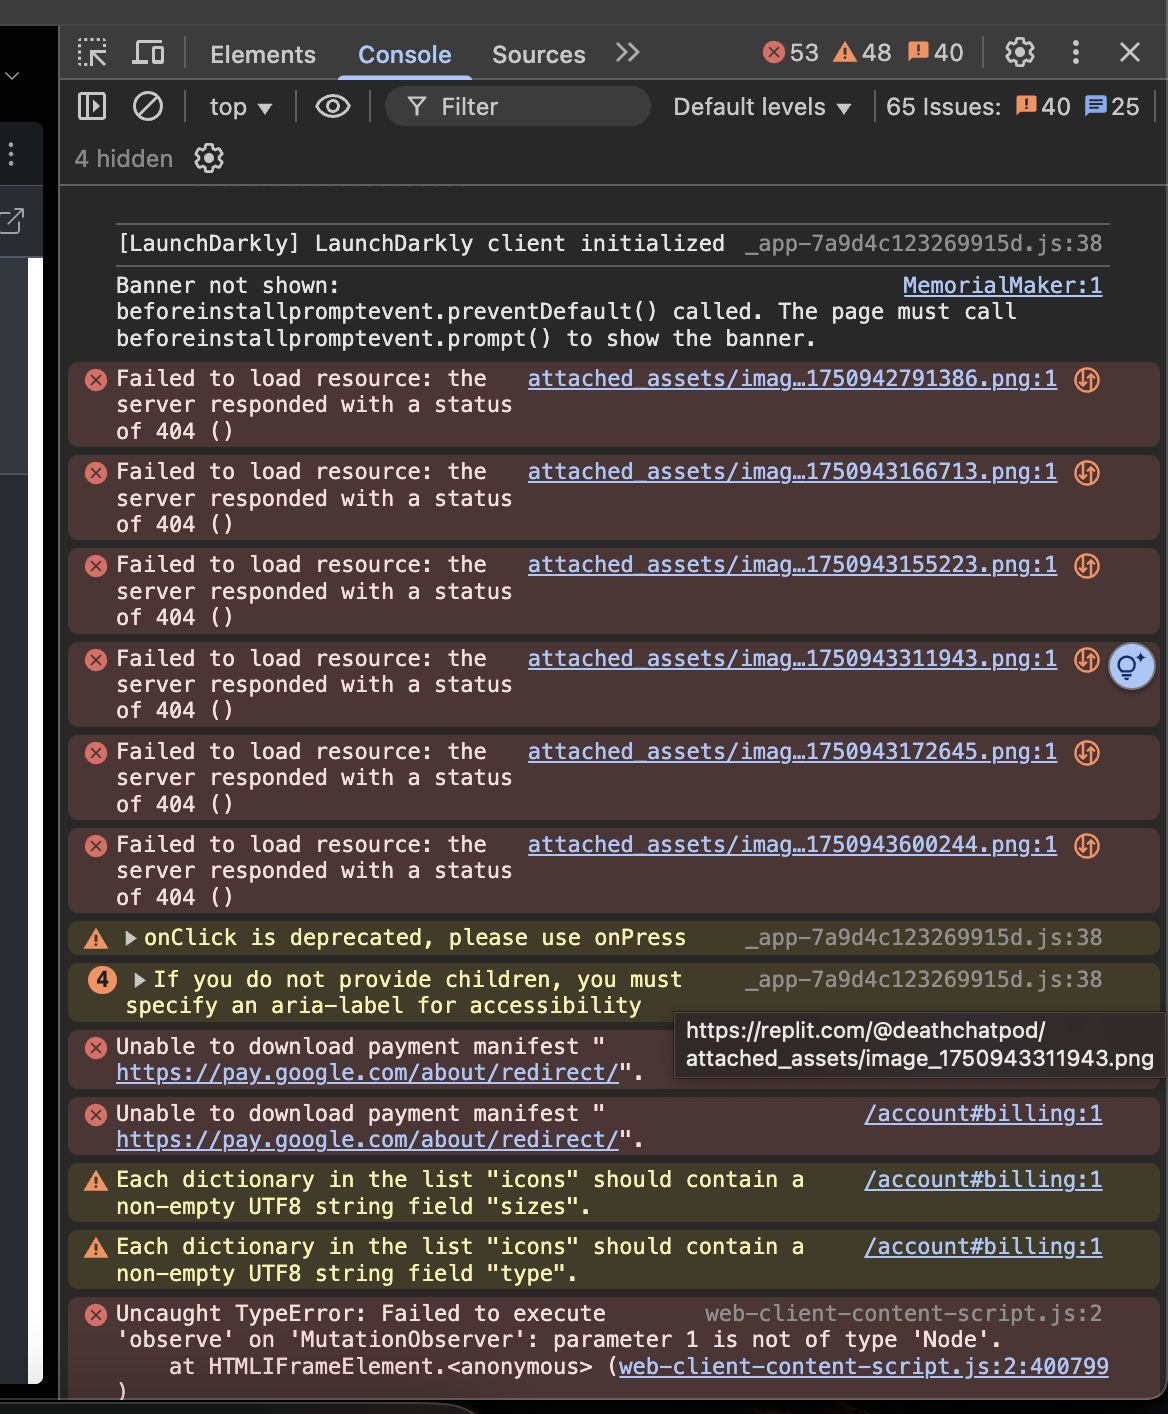 Elements Console Sources 53 48 40
top Filter Default levels 65 Issues: 40 25
4 hidden
[LaunchDarkly] LaunchDarkly client initialized _app-7a9d4c123269915d.js:38
Banner not shown: MemorialMaker:1
beforeinstallpromptevent.preventDefault() called. The page must call
beforeinstallpromptevent.prompt() to show the banner.
Failed to load resource: the attached_assets/imag…1750942791386.png:1
server responded with a status
of 404 ()
Failed to load resource: the attached_assets/imag…1750943166713.png:1
server responded with a status
of 404 ()
Failed to load resource: the attached_assets/imag…1750943155223.png:1
server responded with a status
of 404 ()
Failed to load resource: the attached_assets/imag…1750943311943.png:1
server responded with a status
of 404 ()
Failed to load resource: the attached_assets/imag…1750943172645.png:1
server responded with a status
of 404 ()
Failed to load resource: the attached_assets/imag…1750943600244.png:1
server responded with a status
of 404 ()
onClick is deprecated, please use onPress _app-7a9d4c123269915d.js:38
4 If you do not provide children, you must _app-7a9d4c123269915d.js:38
specify an aria-label for accessibility
https://replit.com/@deathchatpod/
attached_assets/image_1750943311943.png
Unable to download payment manifest "
https://pay.google.com/about/redirect/".
Unable to download payment manifest " /account#billing:1
https://pay.google.com/about/redirect/".
Each dictionary in the list "icons" should contain a /account#billing:1
non-empty UTF8 string field "sizes".
Each dictionary in the list "icons" should contain a /account#billing:1
non-empty UTF8 string field "type".
Uncaught TypeError: Failed to execute web-client-content-script.js:2
'observe' on 'MutationObserver': parameter 1 is not of type 'Node'.
at HTMLIFrameElement.<anonymous> (web-client-content-script.js:2:400799
)